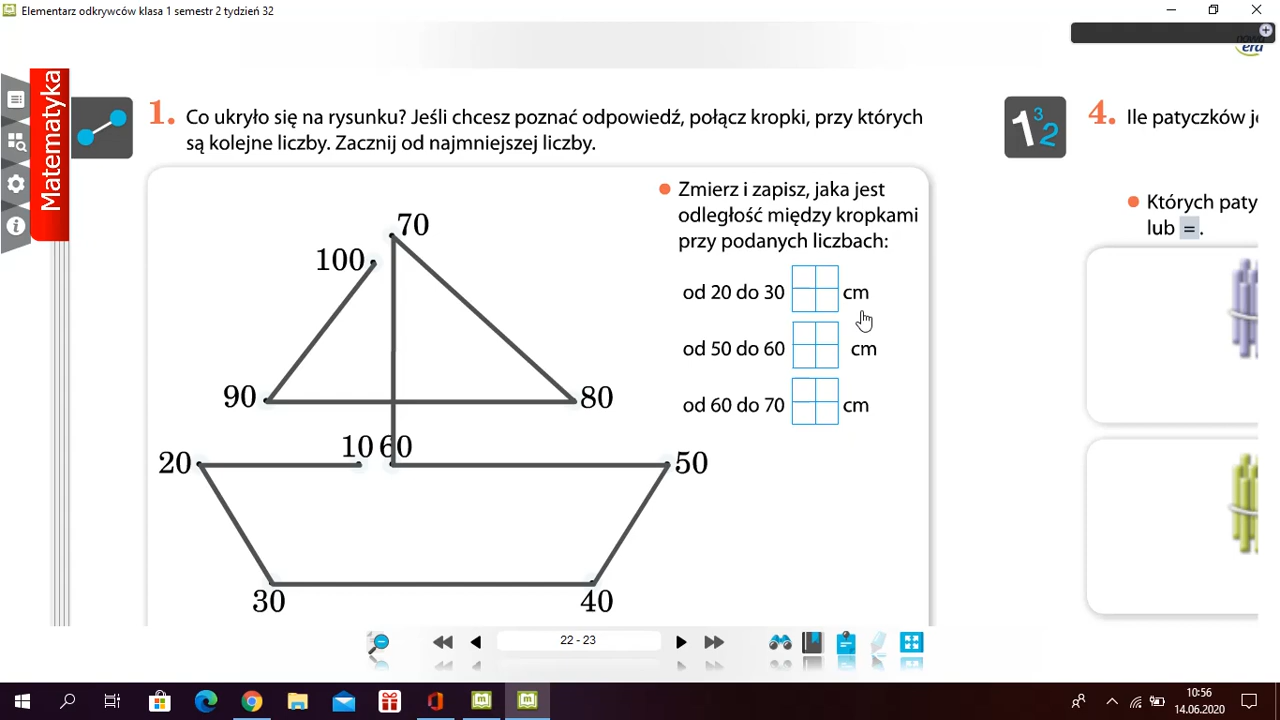 Elementarz odkrywców klasa 1 semestr 2 tydzień 32
nowa
era
Matematyka
1. Co ukryło się na rysunku? Jeśli chcesz poznać odpowiedź, połącz kropki, przy których
są kolejne liczby. Zacznij od najmniejszej liczby.
Zmierz i zapisz, jaka jest
odległość między kropkami
przy podanych liczbach:
od 20 do 30 cm
od 50 do 60 cm
od 60 do 70 cm
70
100
90
80
10 60
20
50
30
40
132
4. Ile patyczków
Których
lub = .
22 - 23
10:56
14.06.2020